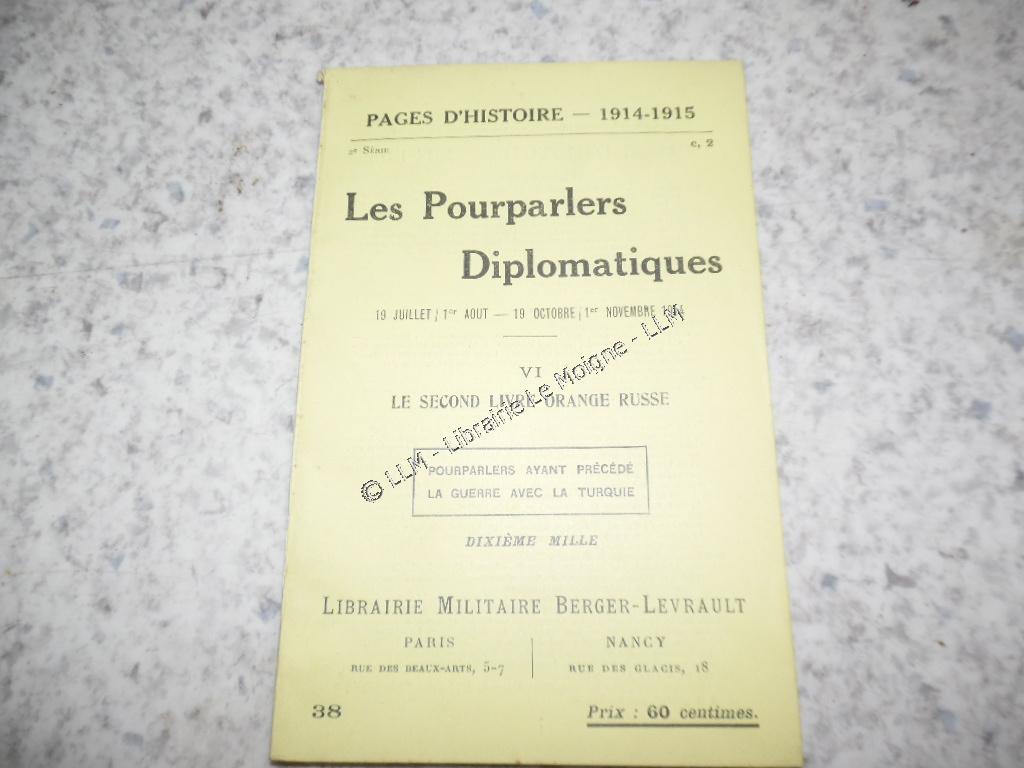 PAGES D'HISTOIRE — 1914-1915
2e SÉRIE c, 2
Les Pourparlers
Diplomatiques
19 JUILLET / 1er AOUT — 19 OCTOBRE / 1er NOVEMBRE 1914
VI
LE SECOND LIVRE ORANGE RUSSE
POURPARLERS AYANT PRÉCÉDÉ
LA GUERRE AVEC LA TURQUIE
DIXIÈME MILLE
LIBRAIRIE MILITAIRE BERGER-LEVRAULT
PARIS NANCY
RUE DES BEAUX-ARTS, 5-7 RUE DES GLACIS, 18
38 Prix : 60 centimes.
© LLM - Librairie Le Moigne - LLM